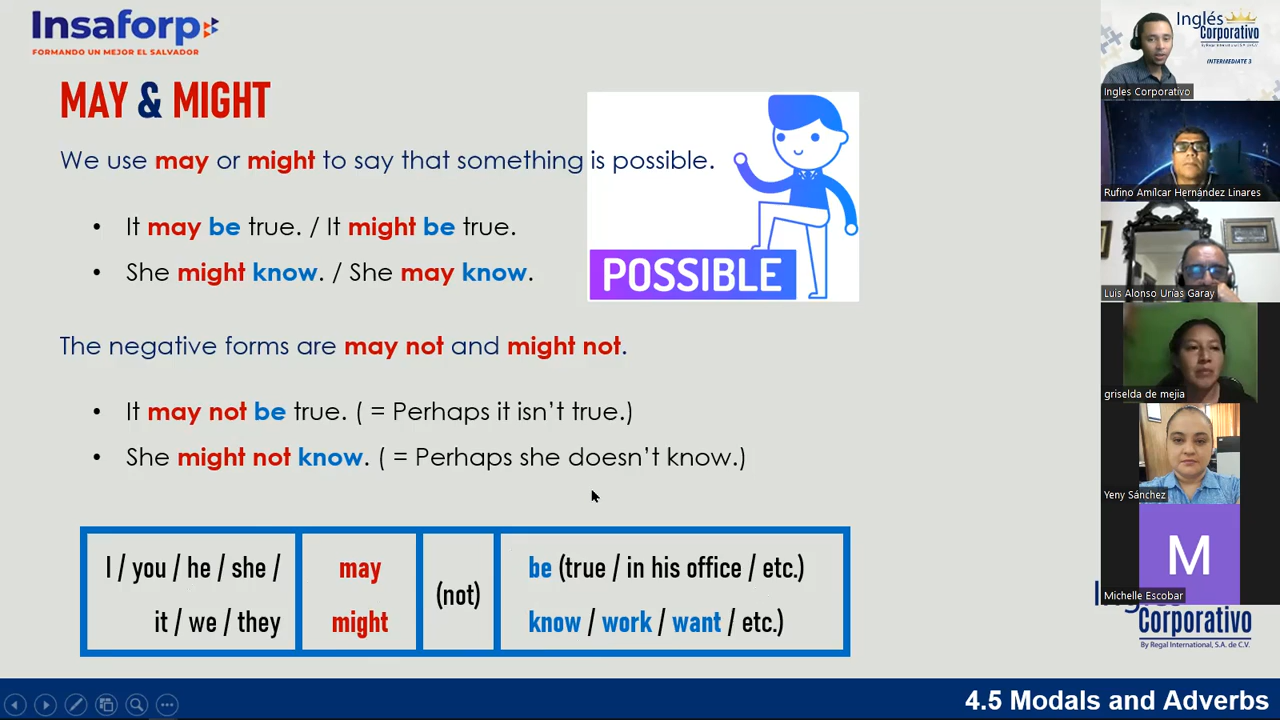 Insaforp
FORMANDO UN MEJOR EL SALVADOR
MAY & MIGHT
We use may or might to say that something is possible.
• It may be true. / It might be true.
• She might know. / She may know.
POSSIBLE
The negative forms are may not and might not.
• It may not be true. ( = Perhaps it isn't true.)
• She might not know. ( = Perhaps she doesn't know.)
I / you / he / she /
it / we / they
may
might
(not)
be (true / in his office / etc.)
know / work / want / etc.)
4.5 Modals and Adverbs
Inglés
Corporativo
By Regal International, S.A. de C.V.
INTERMEDIATE 3
Ingles Corporativo
Rufino Amílcar Hernández Linares
Luis Alonso Urías Garay
griselda de mejia
Yeny Sánchez
M
Michelle Escobar
Corporativo
By Regal International, S.A. de C.V.